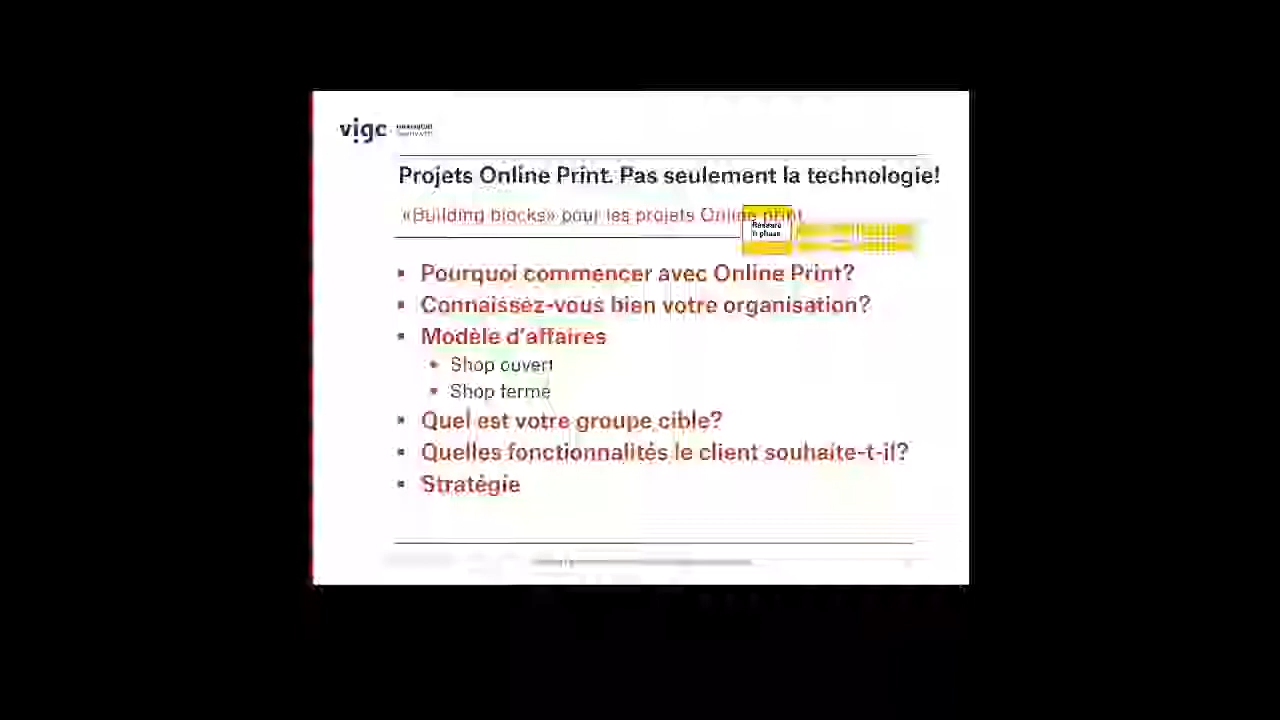 vigc
Projets Online Print. Pas seulement la technologie!
«Building blocks» pour les projets Online print
Pourquoi commencer avec Online Print?
Connaissez-vous bien votre organisation?
Modèle d'affaires
Shop ouvert
Shop fermé
Quel est votre groupe cible?
Quelles fonctionnalités le client souhaite-t-il?
Stratégie